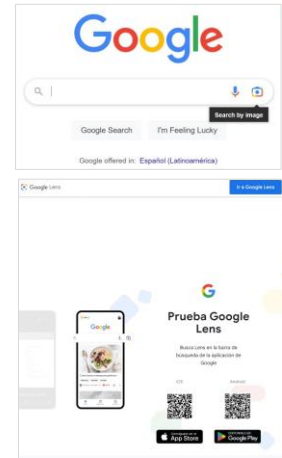 Google
Search by image
Google Search
I'm Feeling Lucky
Google offered in: Español (Latinoamérica)
Google Lens
Ir a Google Lens
Google
G
Prueba Google
Lens
Busca Lens en la barra de
búsqueda de la aplicación de
Google
iOS
Android
App Store
Google Play